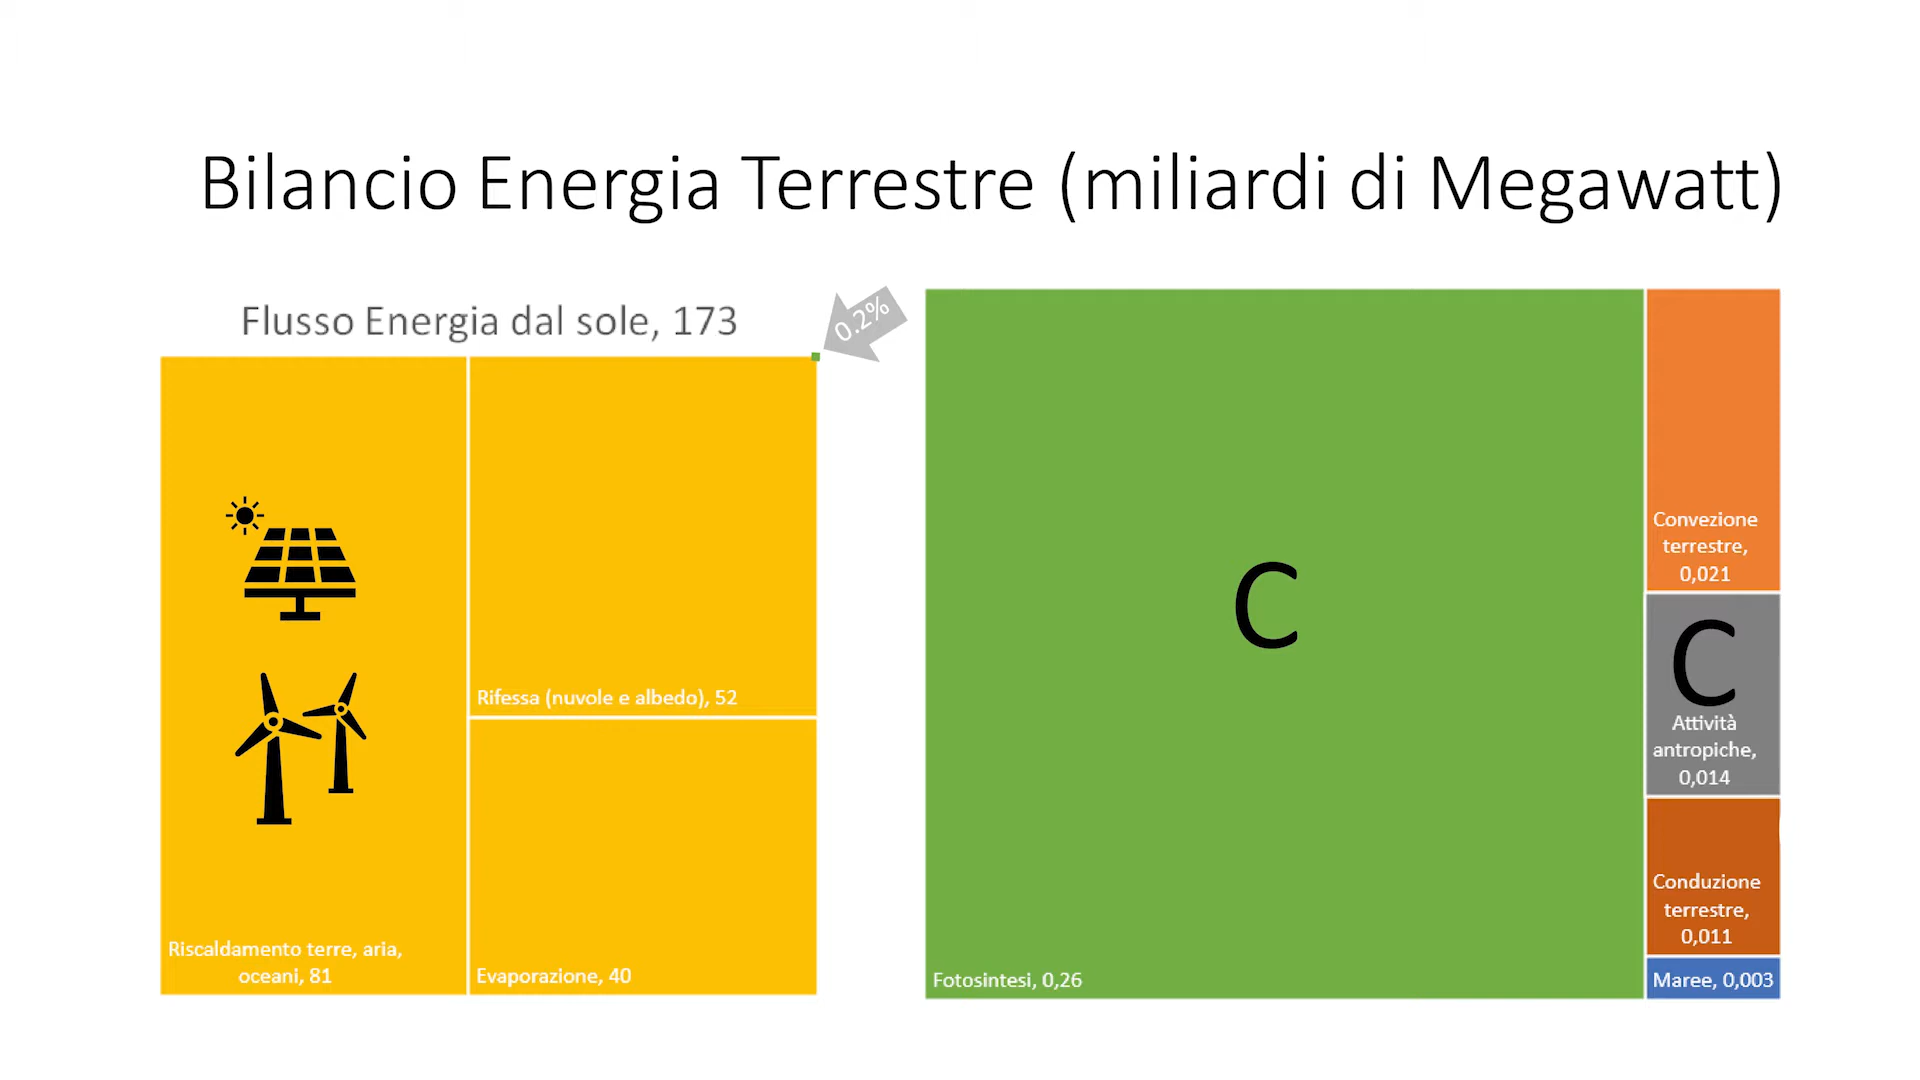 Bilancio Energia Terrestre (miliardi di Megawatt)
Flusso Energia dal sole, 173
0.2%
Riscaldamento terre, aria,
oceani, 81
Rifessa (nuvole e albedo), 52
Evaporazione, 40
C
Fotosintesi, 0,26
Convezione
terrestre,
0,021
C
Attività
antropiche,
0,014
Conduzione
terrestre,
0,011
Maree, 0,003